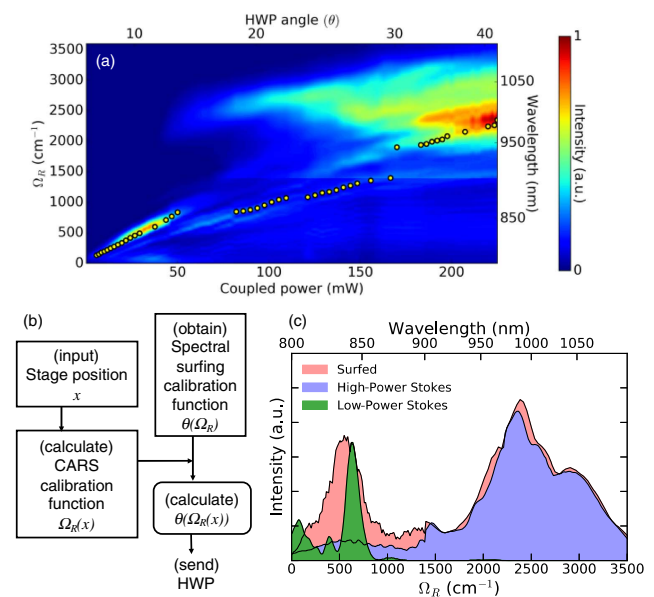 HWP angle (θ)
10 20 30 40
(a)
3500
3000
2500
2000
1500
1000
500
0
Ω_R (cm⁻¹)
50 100 150 200
Coupled power (mW)
1050
950
850
Wavelength (nm)
1
0
Intensity (a.u.)
(b)
(input)
Stage position
x
(obtain)
Spectral
surfing
calibration
function
θ(Ω_R)
(calculate)
CARS
calibration
function
Ω_R(x)
(calculate)
θ(Ω_R(x))
(send)
HWP
(c)
Wavelength (nm)
800 850 900 950 1000 1050
Surfed
High-Power Stokes
Low-Power Stokes
Intensity (a.u.)
0 500 1000 1500 2000 2500 3000 3500
Ω_R (cm⁻¹)